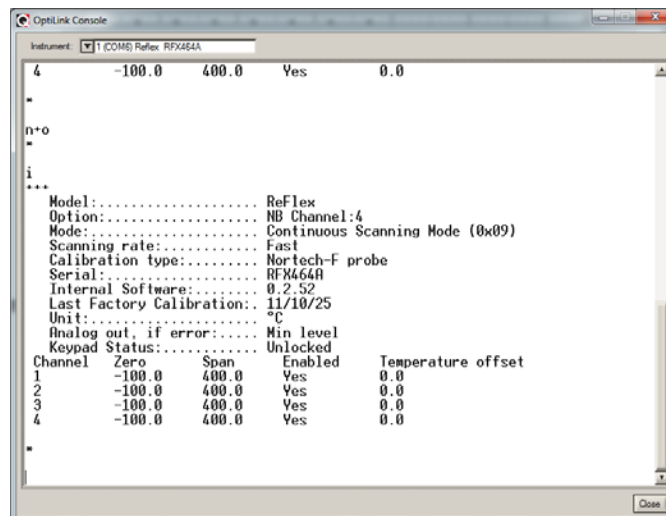 OptiLink Console
Instrument: 1 (COM6) Reflex RFX464A
4 -100.0 400.0 Yes 0.0
=
n+o
=
i
+++
Model:.................... ReFlex
Option:................... NB Channel:4
Mode:..................... Continuous Scanning Mode (0x09)
Scanning rate:............ Fast
Calibration type:......... Nortech-F probe
Serial:................... RFX464A
Internal Software:........ 0.2.52
Last Factory Calibration:. 11/10/25
Unit:..................... °C
Analog out, if error:..... Min level
Keypad Status:............ Unlocked
Channel Zero Span Enabled Temperature offset
1 -100.0 400.0 Yes 0.0
2 -100.0 400.0 Yes 0.0
3 -100.0 400.0 Yes 0.0
4 -100.0 400.0 Yes 0.0
=
Close